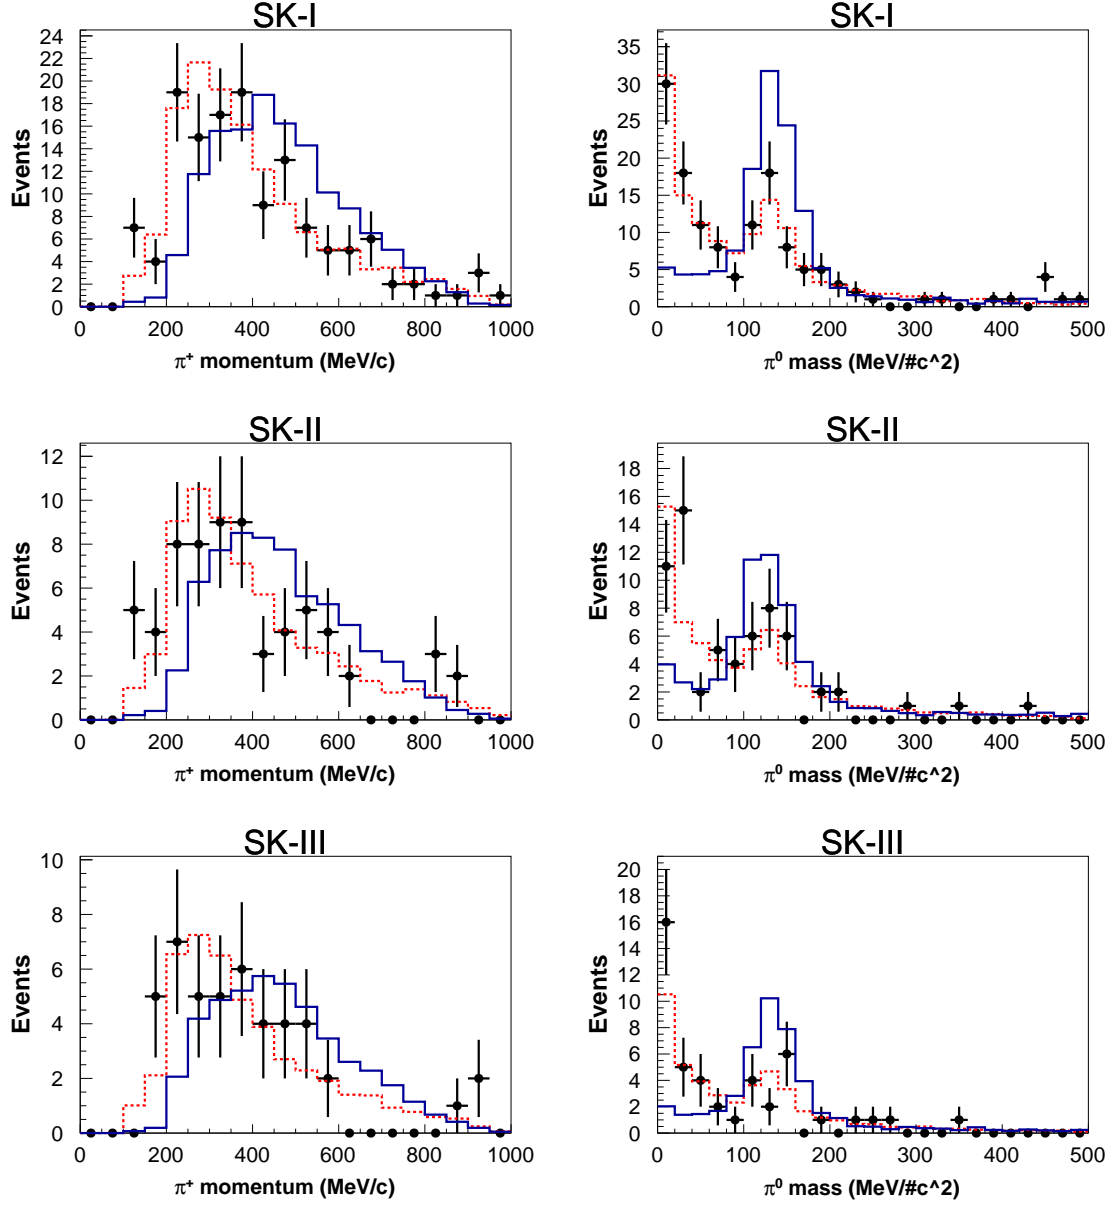 SK-I
24
22
20
18
16
14
12
10
8
6
4
2
0
Events
0 200 400 600 800 1000
π+ momentum (MeV/c)
SK-I
35
30
25
20
15
10
5
0
Events
0 100 200 300 400 500
π0 mass (MeV/#c^2)
SK-II
12
10
8
6
4
2
0
Events
0 200 400 600 800 1000
π+ momentum (MeV/c)
SK-II
18
16
14
12
10
8
6
4
2
0
Events
0 100 200 300 400 500
π0 mass (MeV/#c^2)
SK-III
10
8
6
4
2
0
Events
0 200 400 600 800 1000
π+ momentum (MeV/c)
SK-III
20
18
16
14
12
10
8
6
4
2
0
Events
0 100 200 300 400 500
π0 mass (MeV/#c^2)